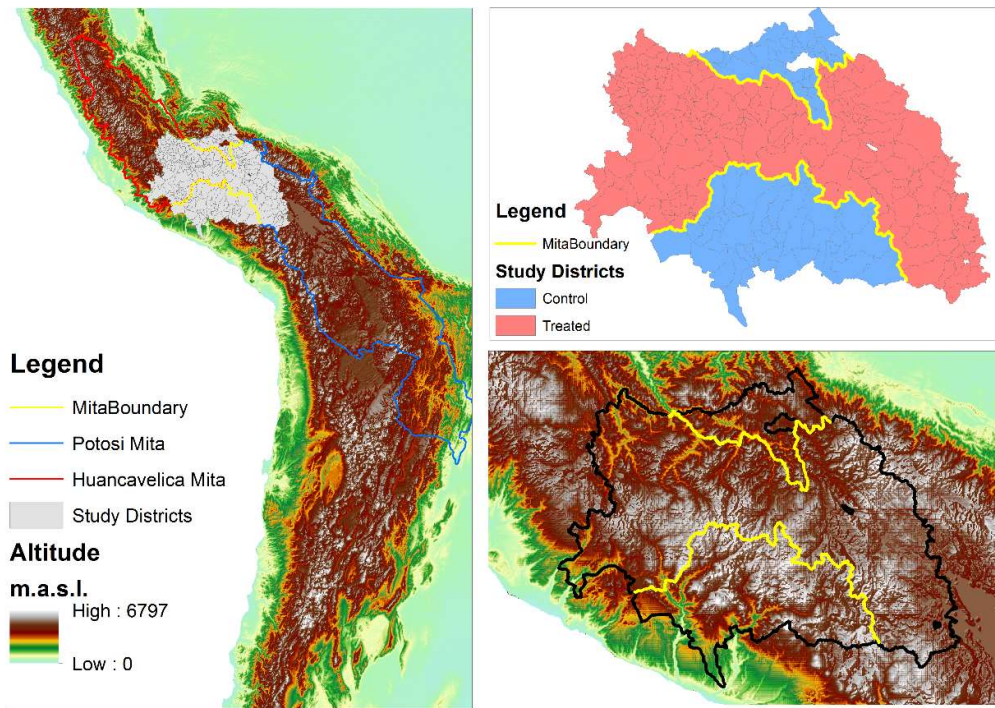 Legend
MitaBoundary
Potosi Mita
Huancavelica Mita
Study Districts
Altitude
m.a.s.l.
High : 6797
Low : 0
Legend
MitaBoundary
Study Districts
Control
Treated